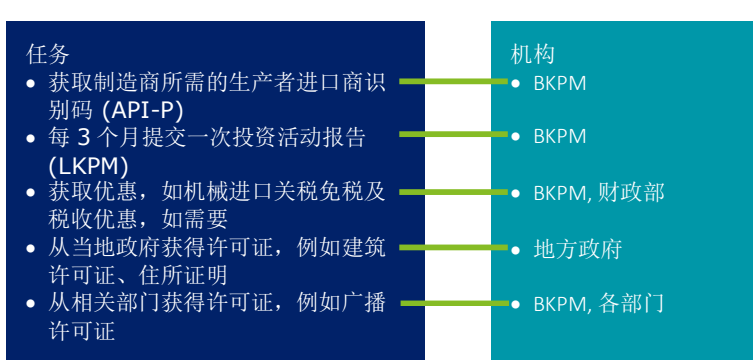 任务
• 获取制造商所需的生产者进口商识
别码 (API-P)
• 每 3 个月提交一次投资活动报告
(LKPM)
• 获取优惠，如机械进口关税免税及
税收优惠，如需要
• 从当地政府获得许可证，例如建筑
许可证、住所证明
• 从相关部门获得许可证，例如广播
许可证
机构
• BKPM
• BKPM
• BKPM, 财政部
• 地方政府
• BKPM, 各部门